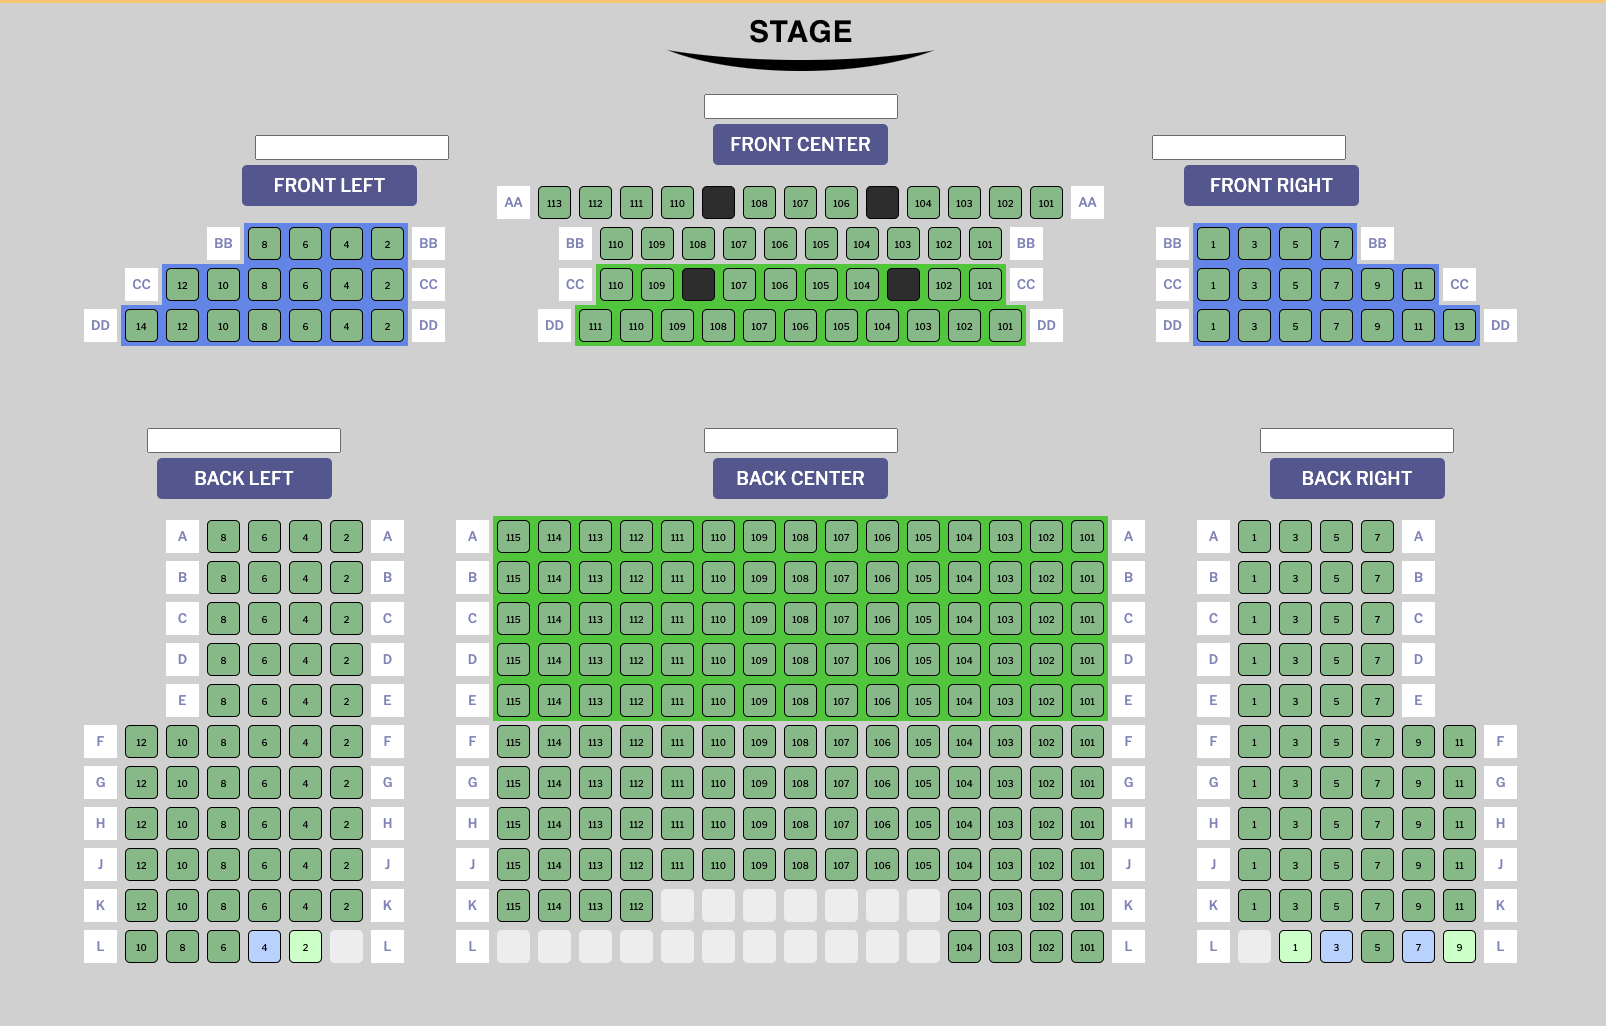 STAGE
FRONT CENTER
FRONT LEFT
FRONT RIGHT
AA 113 112 111 110 108 107 106 104 103 102 101 AA
BB 8 6 4 2 BB BB 110 109 108 107 106 105 104 103 102 101 BB BB 1 3 5 7 BB
CC 12 10 8 6 4 2 CC CC 110 109 107 106 105 104 102 101 CC CC 1 3 5 7 9 11 CC
DD 14 12 10 8 6 4 2 DD DD 111 110 109 108 107 106 105 104 103 102 101 DD DD 1 3 5 7 9 11 13 DD
BACK LEFT BACK CENTER BACK RIGHT
A 8 6 4 2 A A 115 114 113 112 111 110 109 108 107 106 105 104 103 102 101 A A 1 3 5 7 A
B 8 6 4 2 B B 115 114 113 112 111 110 109 108 107 106 105 104 103 102 101 B B 1 3 5 7 B
C 8 6 4 2 C C 115 114 113 112 111 110 109 108 107 106 105 104 103 102 101 C C 1 3 5 7 C
D 8 6 4 2 D D 115 114 113 112 111 110 109 108 107 106 105 104 103 102 101 D D 1 3 5 7 D
E 8 6 4 2 E E 115 114 113 112 111 110 109 108 107 106 105 104 103 102 101 E E 1 3 5 7 E
F 12 10 8 6 4 2 F F 115 114 113 112 111 110 109 108 107 106 105 104 103 102 101 F F 1 3 5 7 9 11 F
G 12 10 8 6 4 2 G G 115 114 113 112 111 110 109 108 107 106 105 104 103 102 101 G G 1 3 5 7 9 11 G
H 12 10 8 6 4 2 H H 115 114 113 112 111 110 109 108 107 106 105 104 103 102 101 H H 1 3 5 7 9 11 H
J 12 10 8 6 4 2 J J 115 114 113 112 111 110 109 108 107 106 105 104 103 102 101 J J 1 3 5 7 9 11 J
K 12 10 8 6 4 2 K K 115 114 113 112 104 103 102 101 K K 1 3 5 7 9 11 K
L 10 8 6 4 2 L L 104 103 102 101 L L 1 3 5 7 9 L